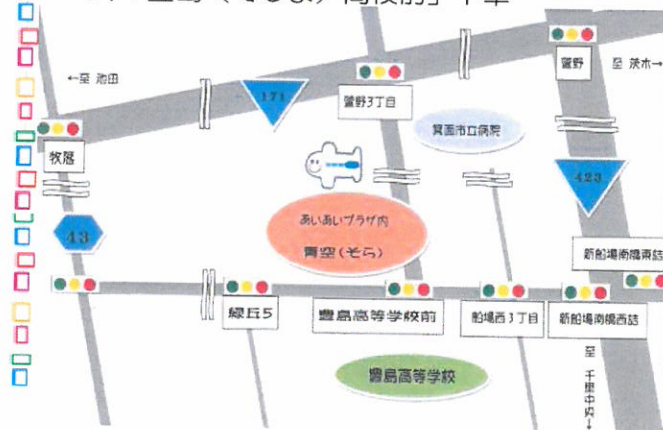 高校前」下車
萱野
至 茨木→
←至 池田
171
萱野3丁目
箕面市立病院
牧落
423
あいあいプラザ内
青空(そら)
43
新船場南橋東詰
緑丘5
豊島高等学校前
船場西3丁目
新船場南橋西詰
豊島高等学校
至 千里中央→